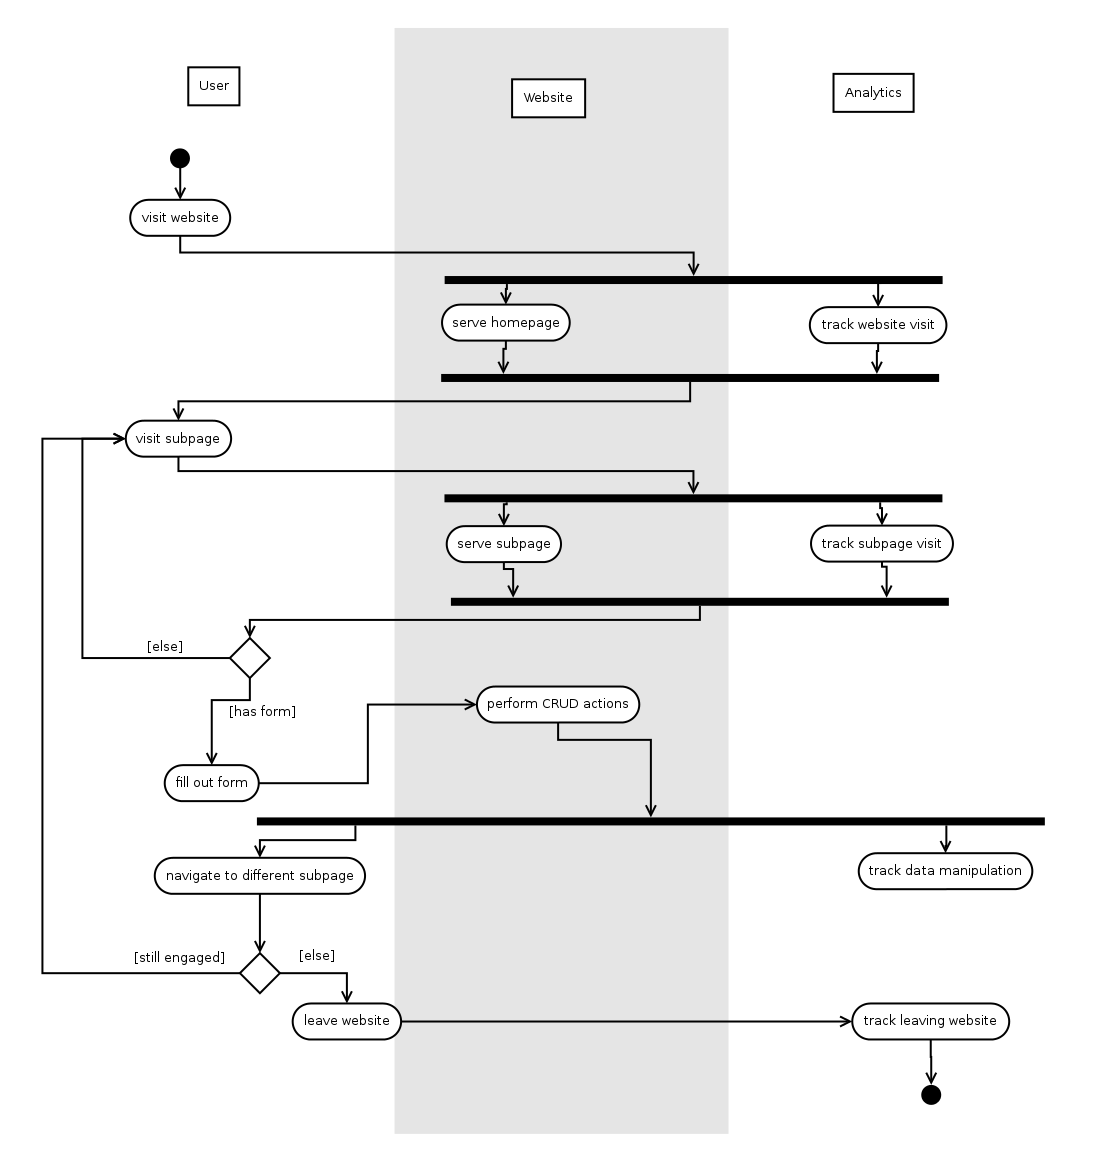 User
Website
Analytics
visit website
serve homepage
track website visit
visit subpage
serve subpage
track subpage visit
[else]
[has form]
perform CRUD actions
fill out form
navigate to different subpage
track data manipulation
[still engaged]
[else]
leave website
track leaving website